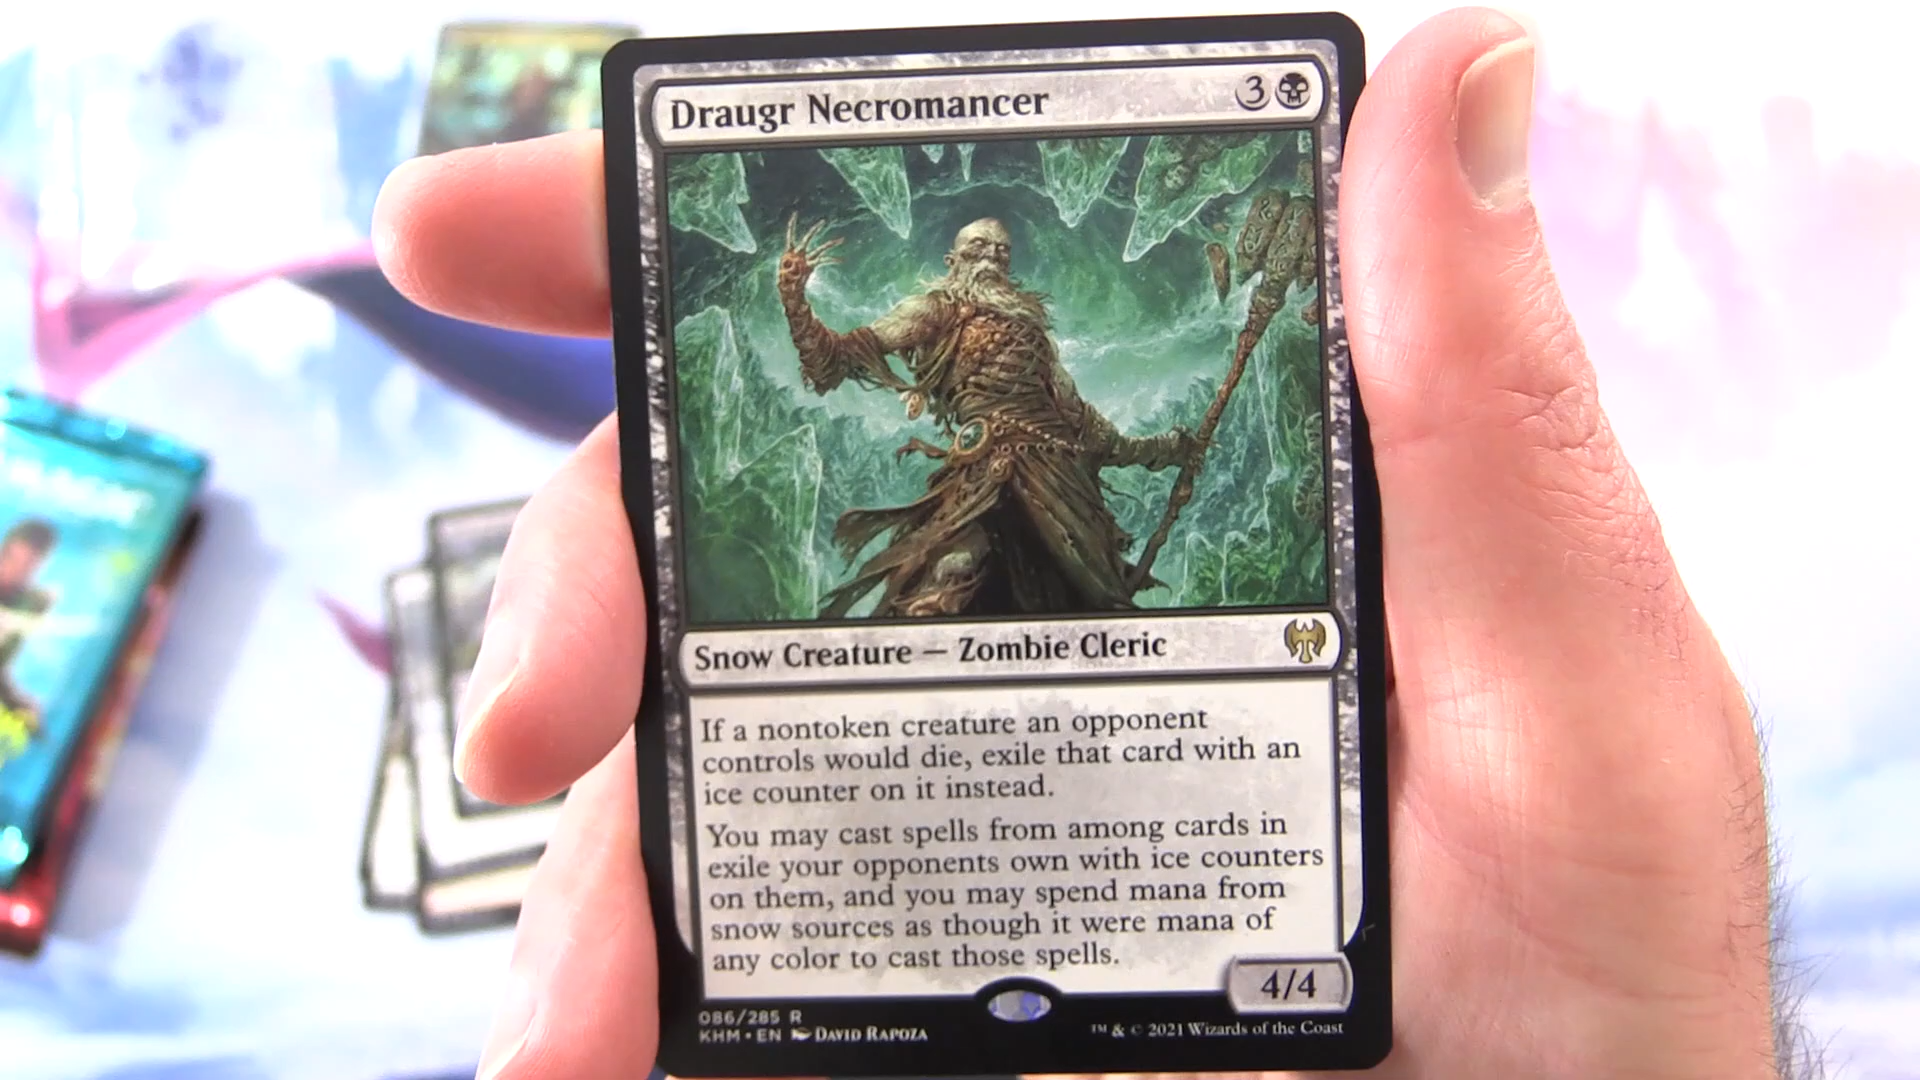 Draugr Necromancer 3
Snow Creature — Zombie Cleric
If a nontoken creature an opponent
controls would die, exile that card with an
ice counter on it instead.
You may cast spells from among cards in
exile your opponents own with ice counters
on them, and you may spend mana from
snow sources as though it were mana of
any color to cast those spells.
4/4
086/285 R
KHM • EN DAVID RAPOZA
™ & © 2021 Wizards of the Coast